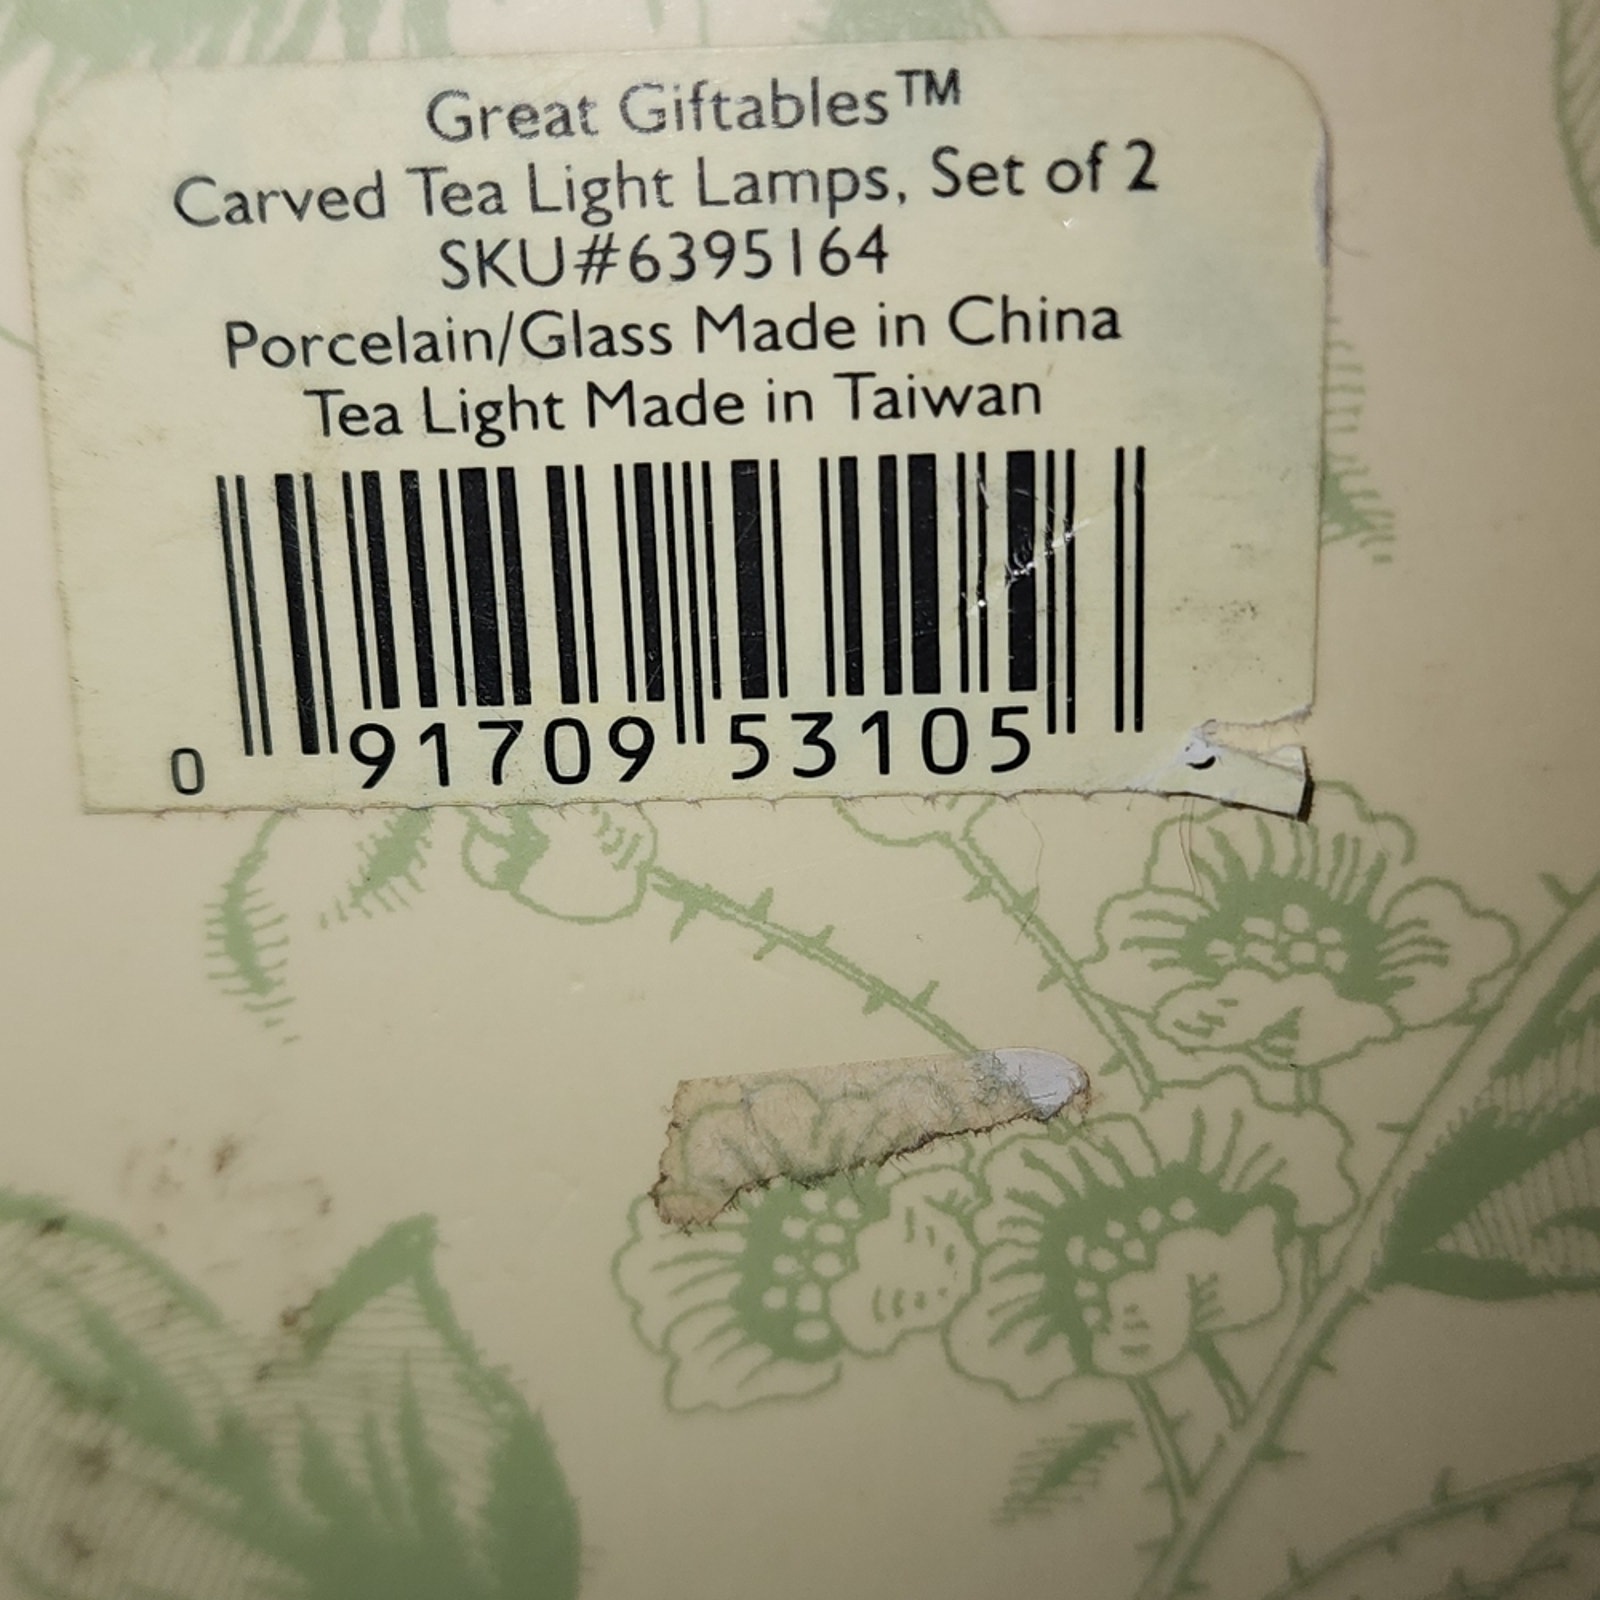 Great Giftables™
Carved Tea Light Lamps, Set of 2
SKU#6395164
Porcelain/Glass Made in China
Tea Light Made in Taiwan
0 91709 53105